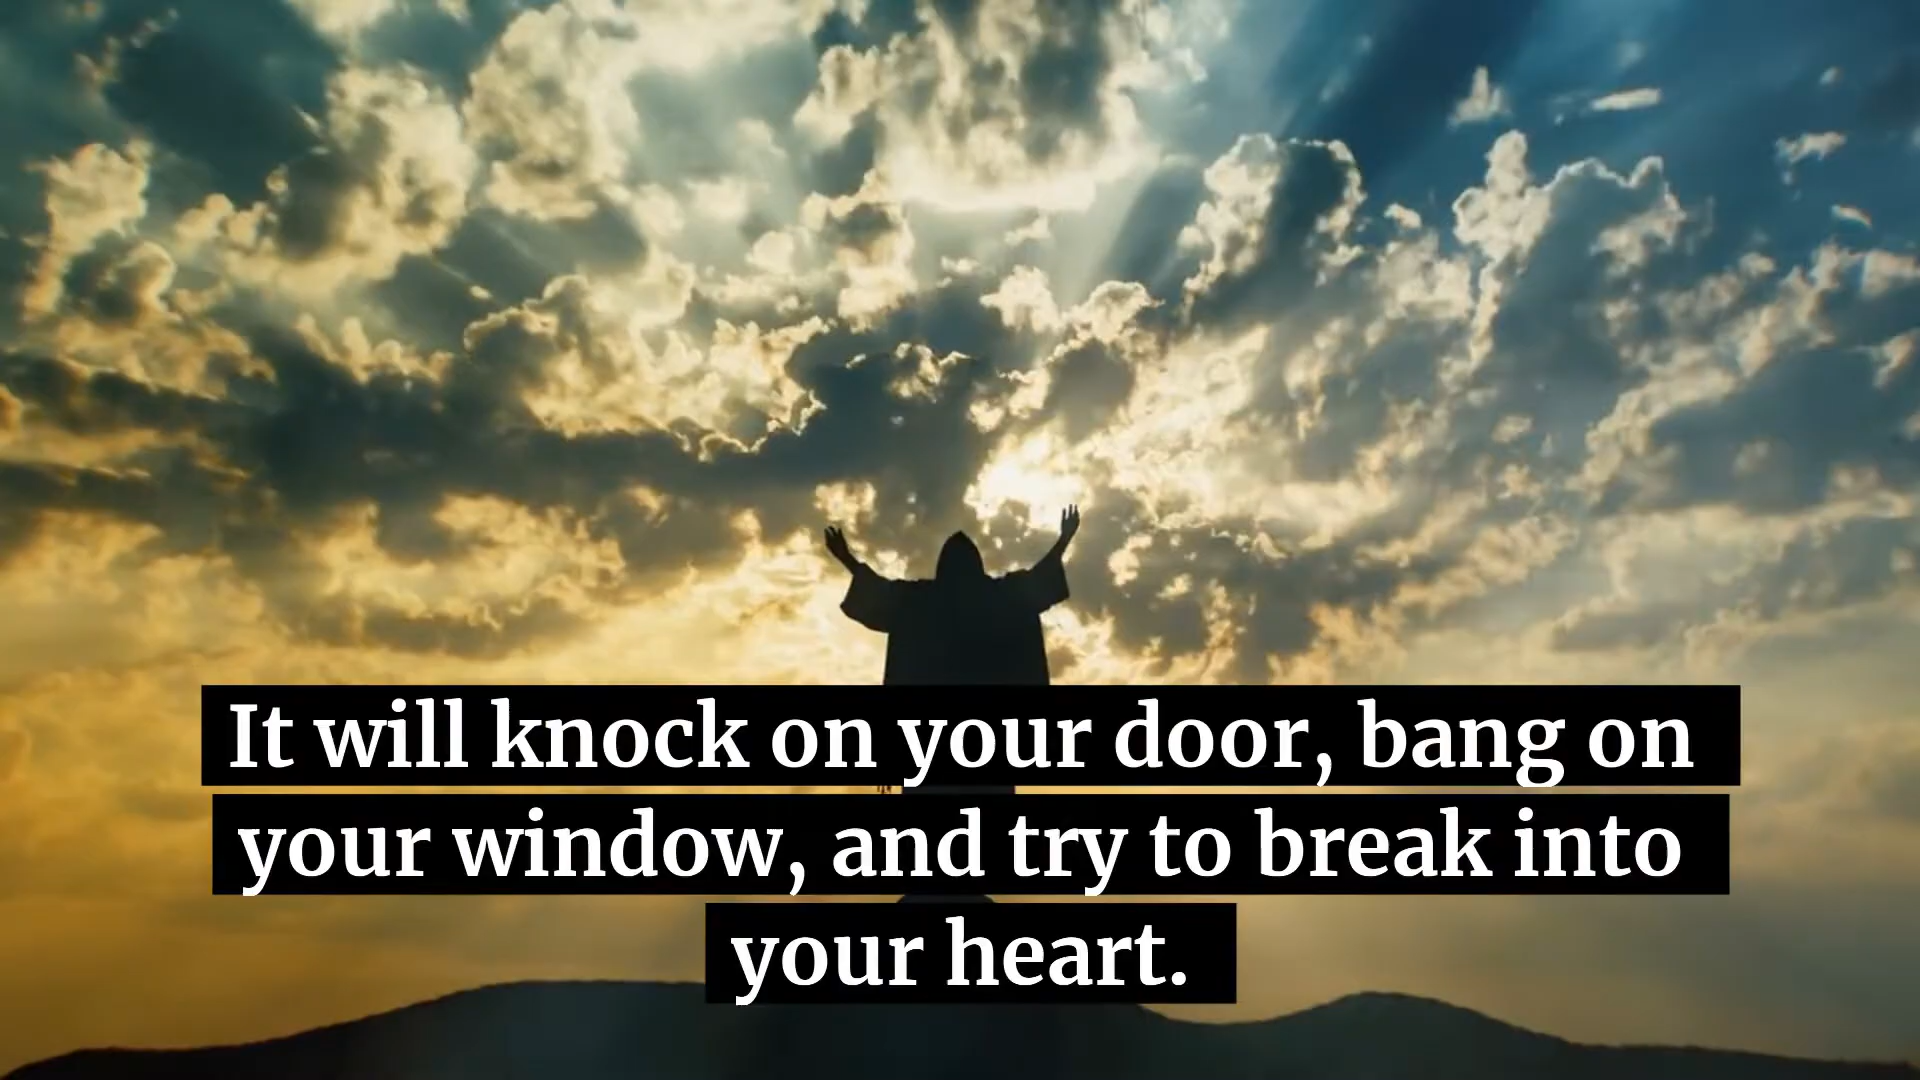 It will knock on your door, bang on
your window, and try to break into
your heart.